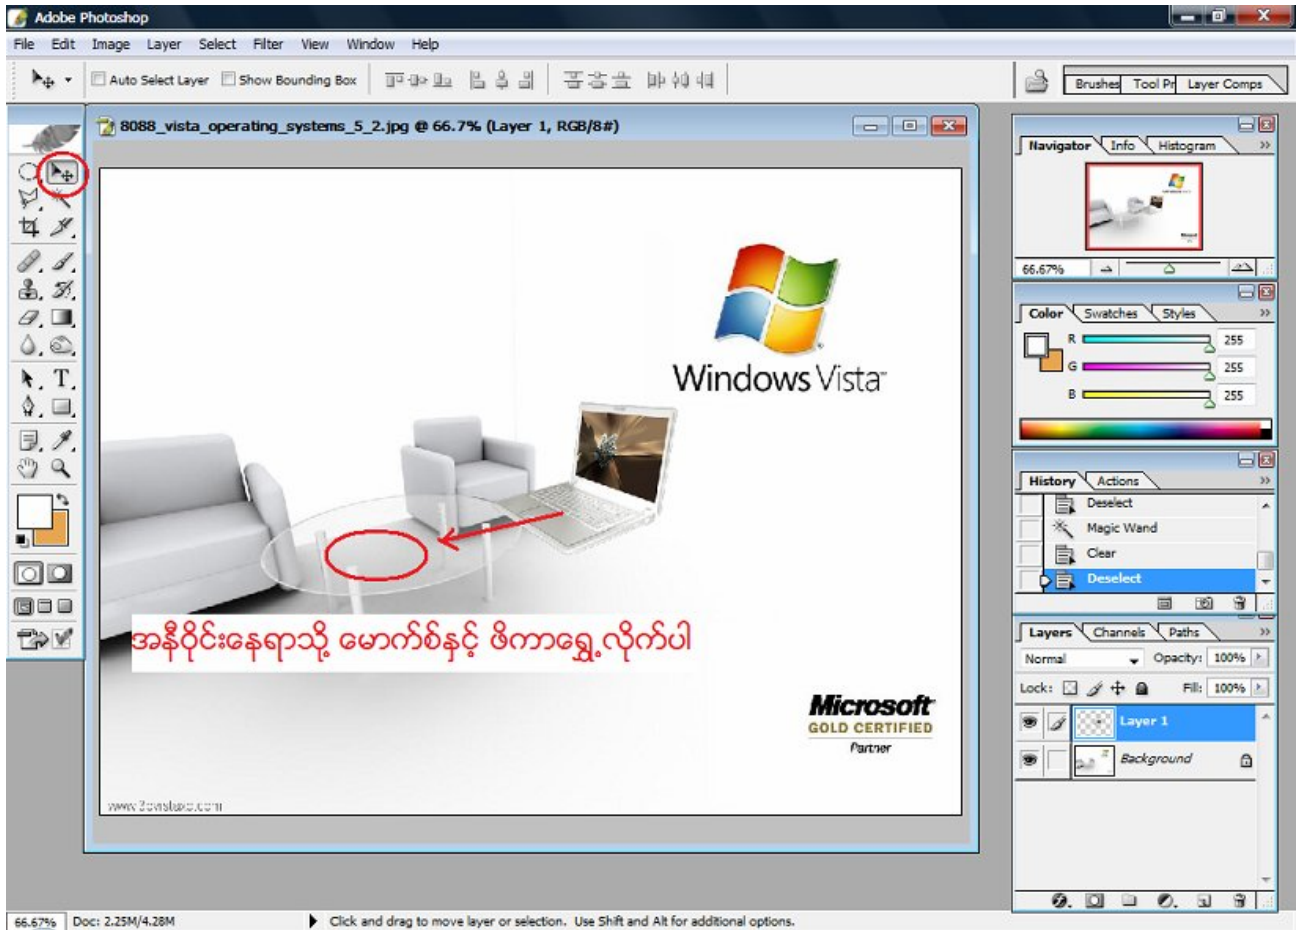 Adobe Photoshop
File Edit Image Layer Select Filter View Window Help
Auto Select Layer Show Bounding Box
Brushes Tool Pr Layer Comps
8088_vista_operating_systems_5_2.jpg @ 66.7% (Layer 1, RGB/8#)
Navigator Info Histogram
66.67%
Color Swatches Styles
R 255
G 255
B 255
Windows Vista
History Actions
Deselect
Magic Wand
Clear
Deselect
Layers Channels Paths
Normal Opacity: 100%
Lock: Fill: 100%
Layer 1
Background
အနီဝိုင်းနေရာသို့ မောက်စ်နှင့် ဖိကာရွှေ့လိုက်ပါ
Microsoft
GOLD CERTIFIED
Partner
66.67% Doc: 2.25M/4.28M Click and drag to move layer or selection. Use Shift and Alt for additional options.